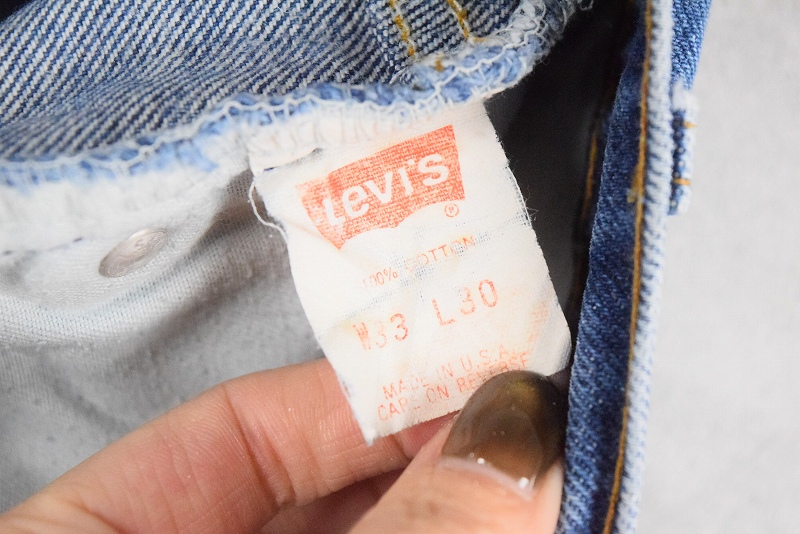 Levi's ®
100% COTTON
W33 L30
MADE IN U.S.A.
CARE ON REVERSE